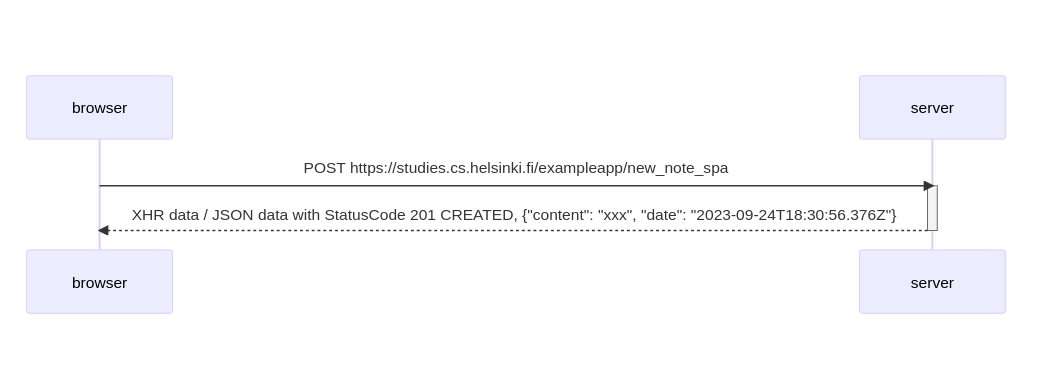 browser
server
POST https://studies.cs.helsinki.fi/exampleapp/new_note_spa
XHR data / JSON data with StatusCode 201 CREATED, {"content": "xxx", "date": "2023-09-24T18:30:56.376Z"}
browser
server